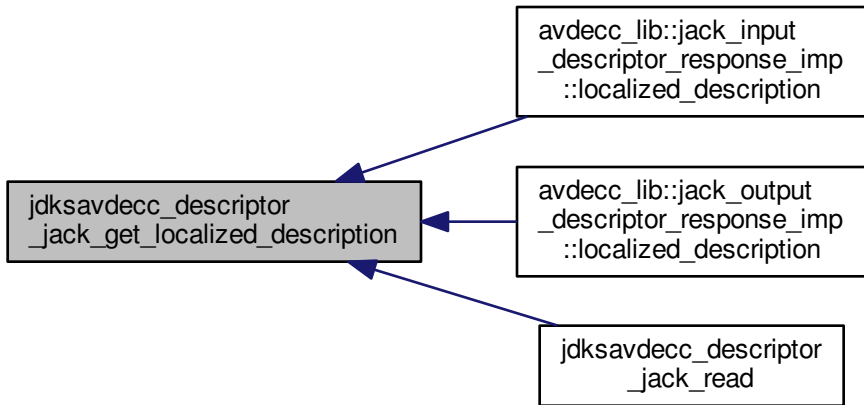 avdecc_lib::jack_input
_descriptor_response_imp
::localized_description
jdksavdecc_descriptor
_jack_get_localized_description
avdecc_lib::jack_output
_descriptor_response_imp
::localized_description
jdksavdecc_descriptor
_jack_read